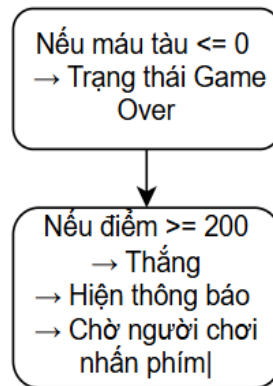 Nếu máu tàu <= 0
→ Trạng thái Game
Over
Nếu điểm >= 200
→ Thắng
→ Hiện thông báo
→ Chờ người chơi
nhấn phím